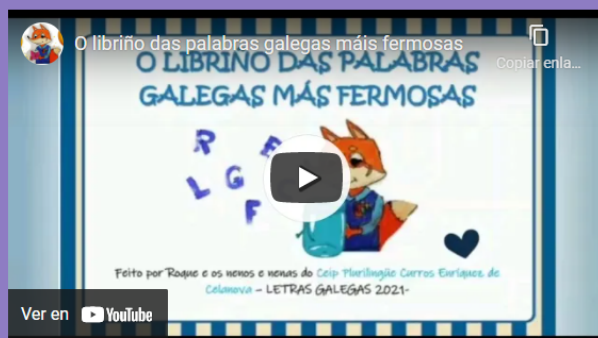 O libriño das palabras galegas máis fermosas
Copiar enla...
O LIBRIÑO DAS PALABRAS
GALEGAS MÁS FERMOSAS
R E
L G
F
Feito por Roque e os nenos e nenas do Ceip Plurilingüe Curros Enríquez de
Celanova – LETRAS GALEGAS 2021-
Ver en YouTube